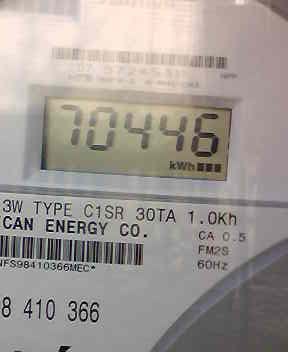 70446
kWh
3W TYPE C1SR 30TA 1.0Kh
CAN ENERGY CO.
CA 0.5
FM2S
60Hz
NFS98410366MEC*
8 410 366